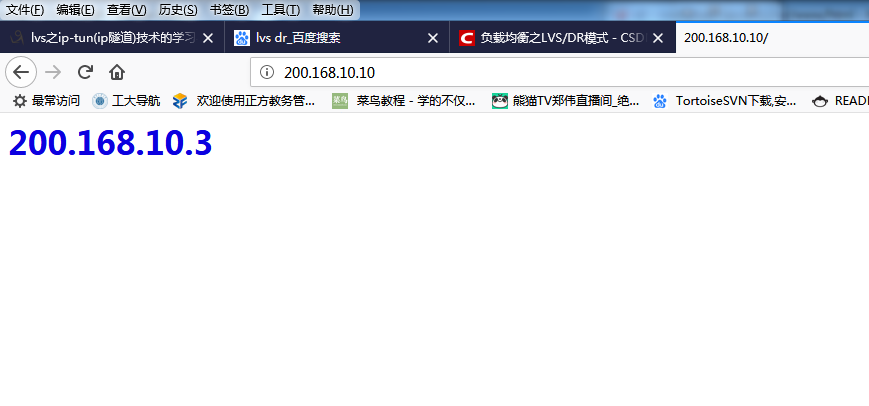 文件(F) 编辑(E) 查看(V) 历史(S) 书签(B) 工具(T) 帮助(H)
lvs之ip-tun(ip隧道)技术的学习 lvs dr_百度搜索 负载均衡之LVS/DR模式 - CSD 200.168.10.10/
200.168.10.10
最常访问 工大导航 欢迎使用正方教务管... 菜鸟 菜鸟教程 - 学的不仅... 熊猫TV郑伟直播间_绝... TortoiseSVN下载,安... READ
200.168.10.3